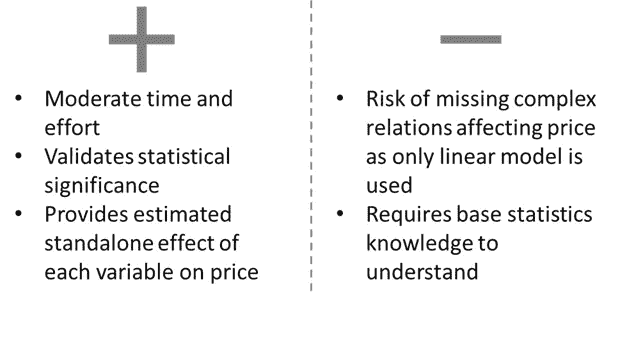 • Moderate time and
effort
• Validates statistical
significance
• Provides estimated
standalone effect of
each variable on price
• Risk of missing complex
relations affecting price
as only linear model is
used
• Requires base statistics
knowledge to
understand